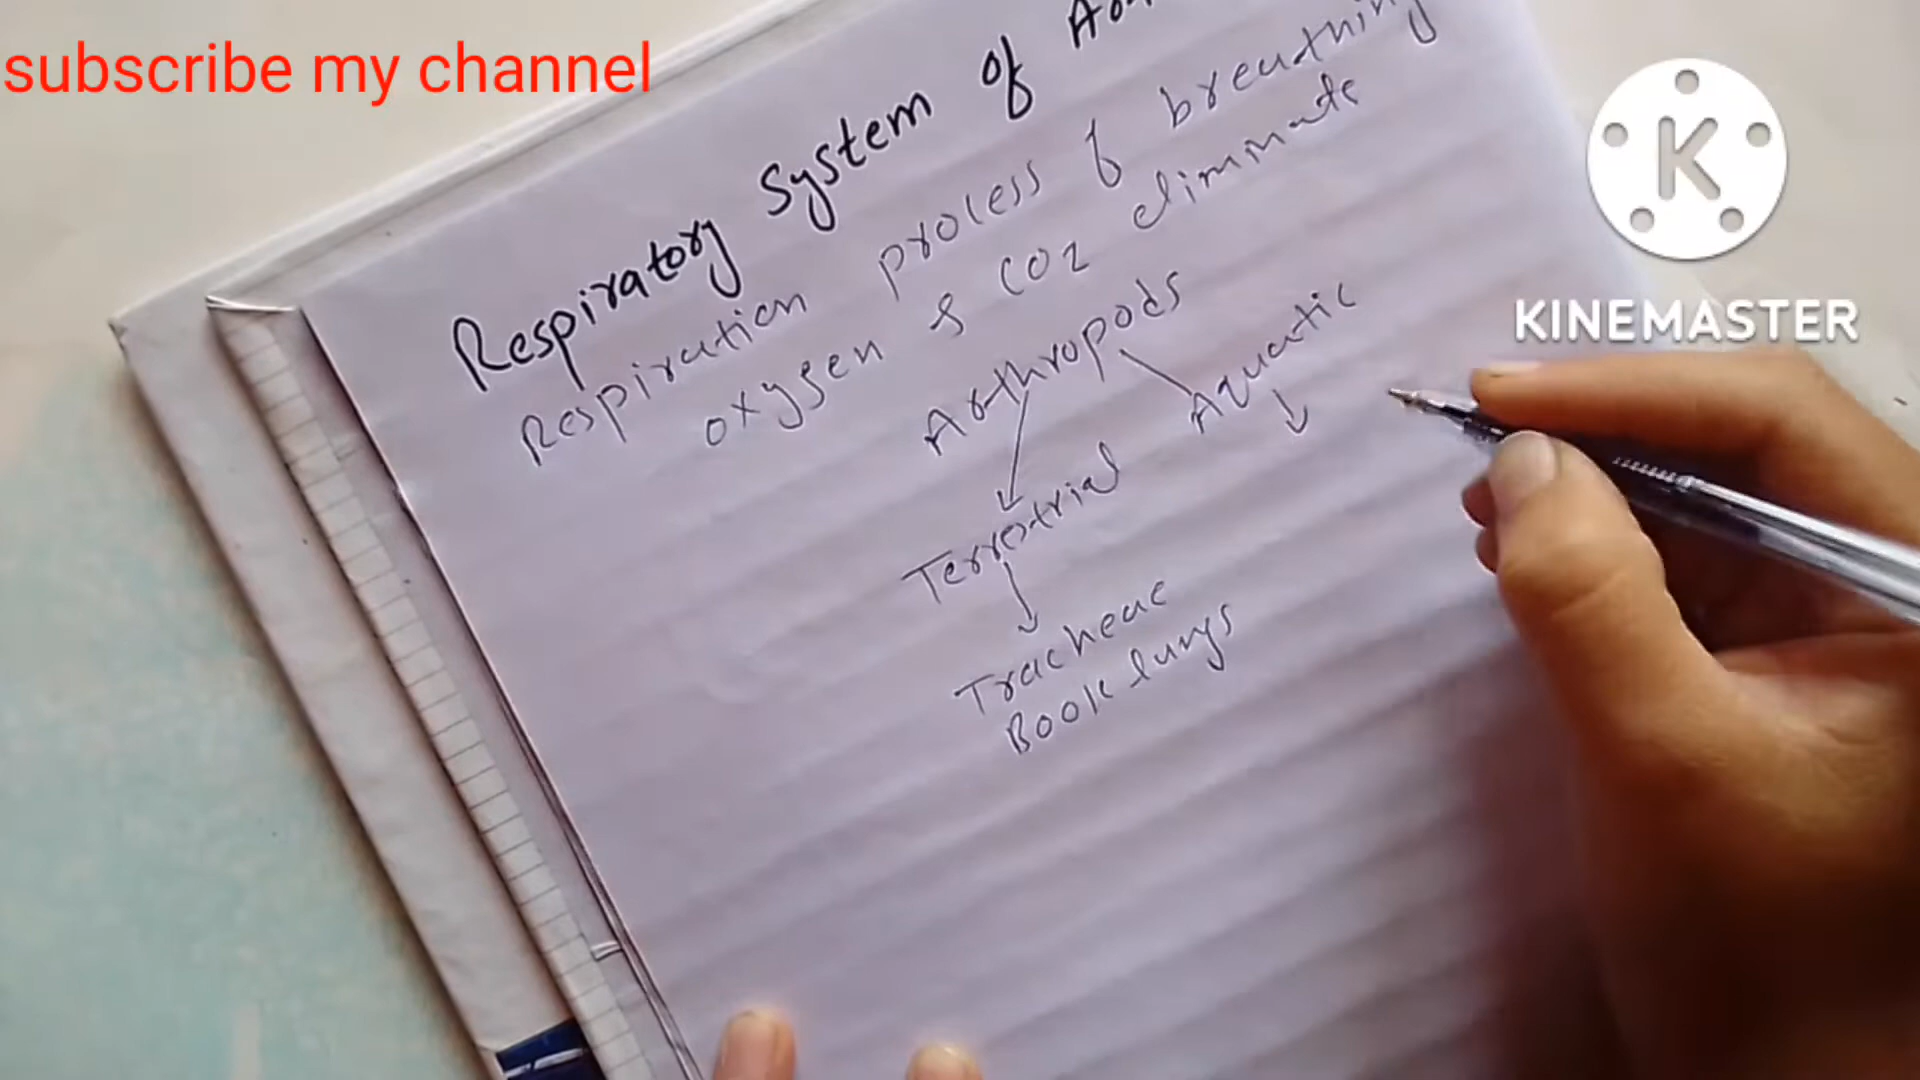 subscribe my channel
Respiratory System of
Respiration process of breathing
oxygen & CO2 eliminate
Arthropods
Terrestrial
Aquatic
Tracheae
Book lungs
K
KINEMASTER